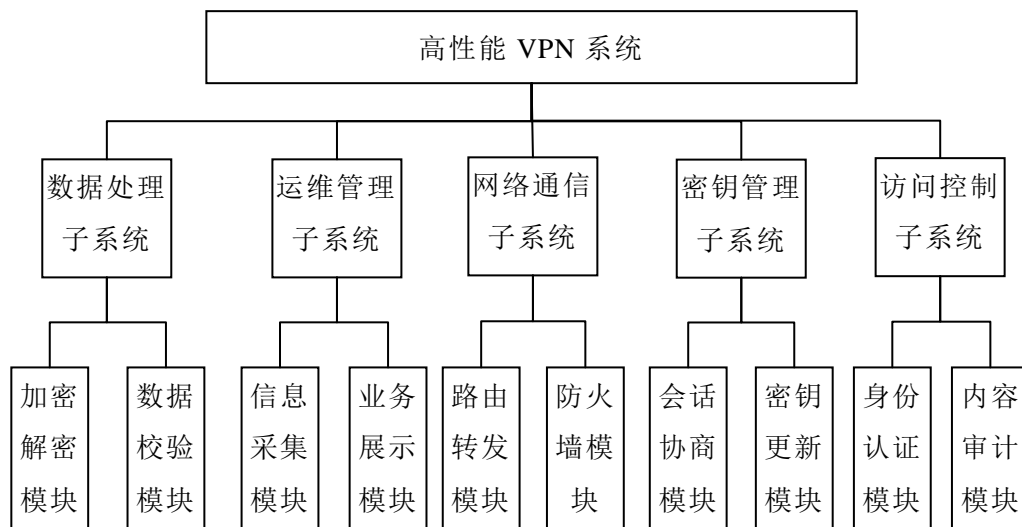 高性能 VPN 系统
数据处理
子系统
运维管理
子系统
网络通信
子系统
密钥管理
子系统
访问控制
子系统
加密
解密
模块
数据
校验
模块
信息
采集
模块
业务
展示
模块
路由
转发
模块
防火
墙模
块
会话
协商
模块
密钥
更新
模块
身份
认证
模块
内容
审计
模块